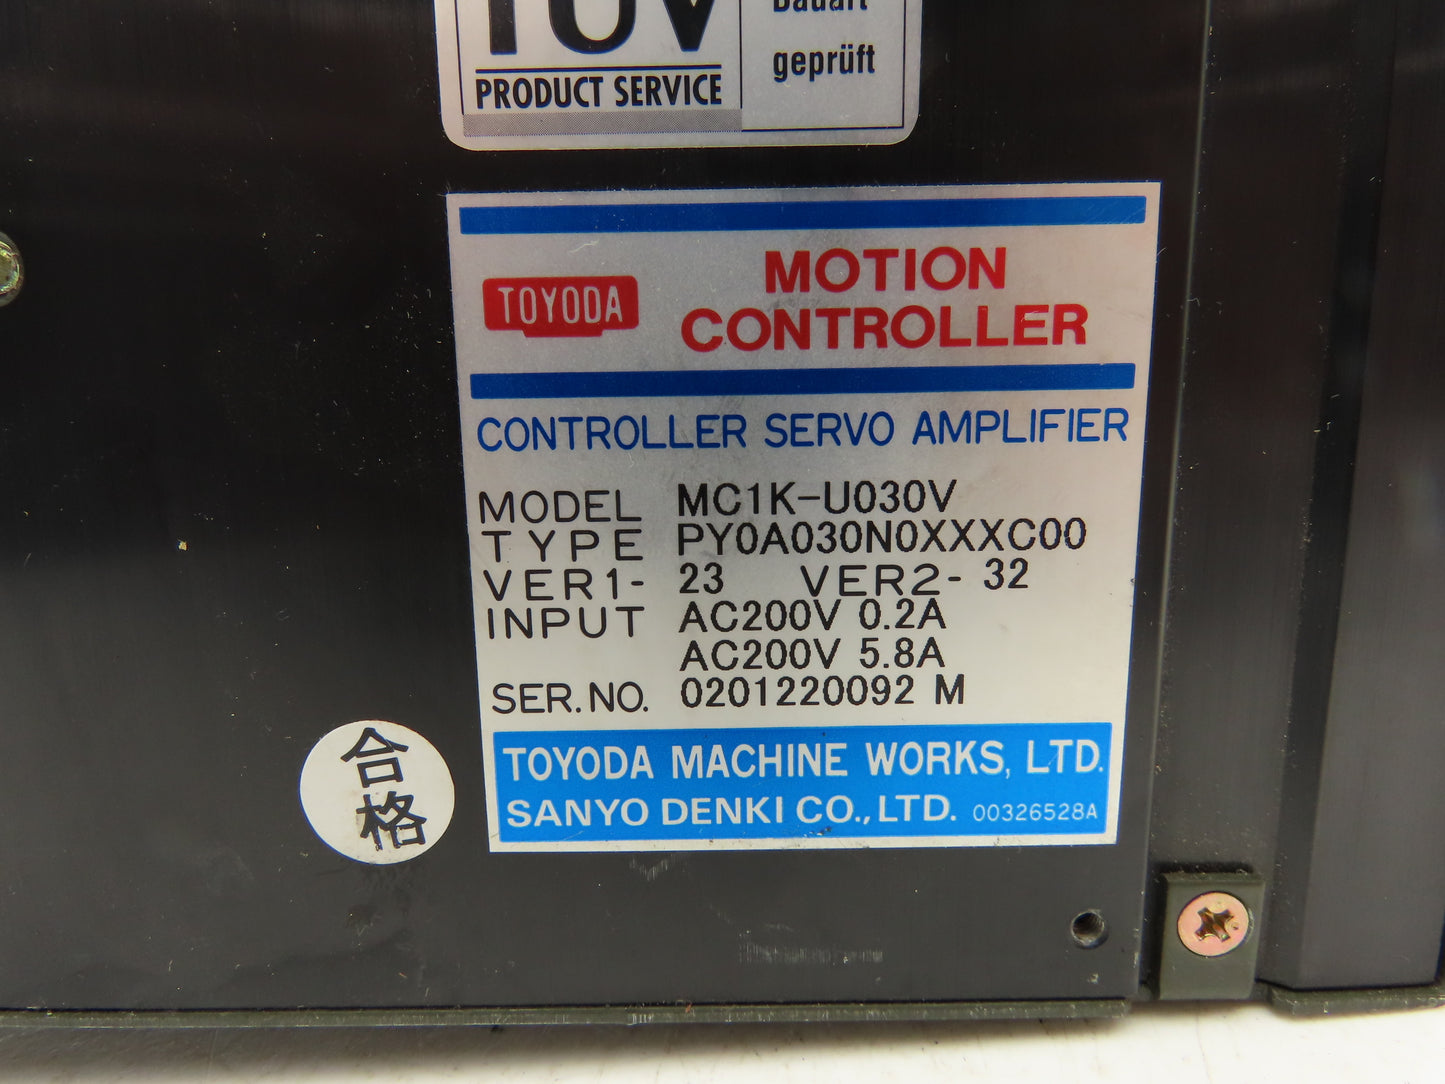 TÜV
Bauart
geprüft
PRODUCT SERVICE
TOYODA
MOTION
CONTROLLER
CONTROLLER SERVO AMPLIFIER
MODEL MC1K-U030V
TYPE PY0A030N0XXXC00
VER1- 23 VER2- 32
INPUT AC200V 0.2A
AC200V 5.8A
SER.NO. 0201220092 M
TOYODA MACHINE WORKS, LTD.
SANYO DENKI CO., LTD. 00326528A
合
格